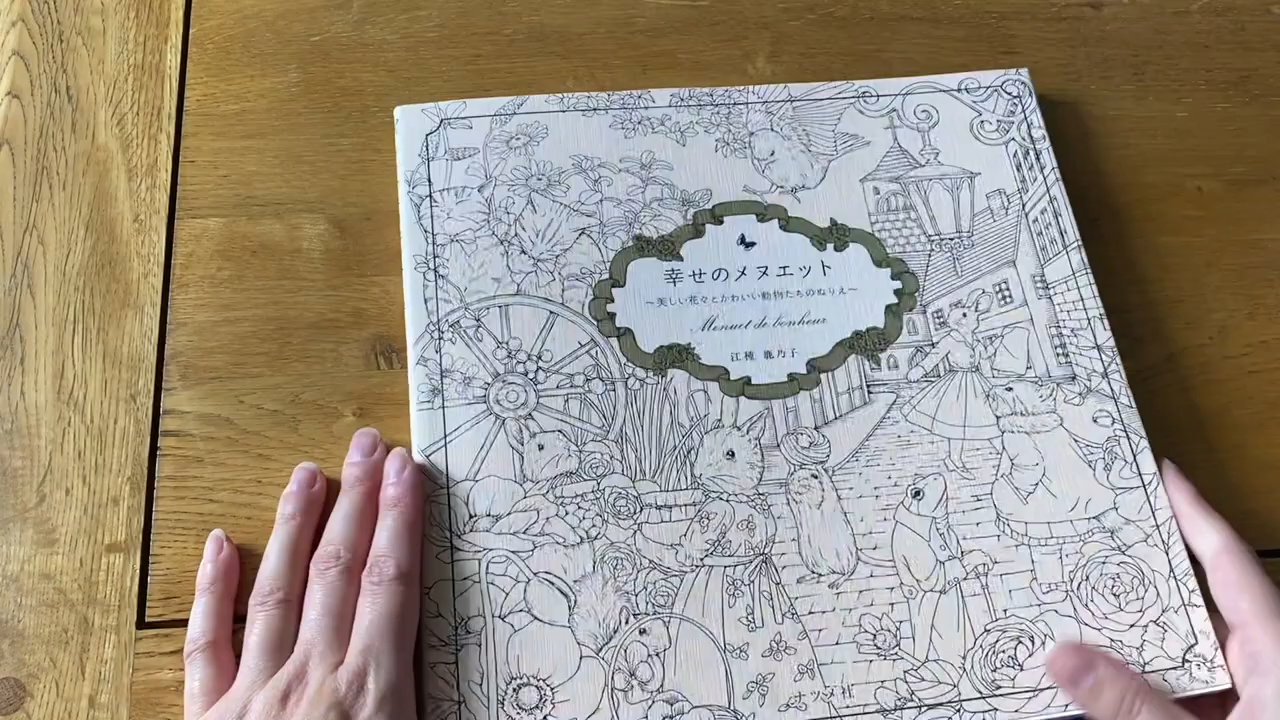 幸せのメヌエット
〜美しい花々とかわいい動物たちのぬりえ〜
Menuet de bonheur
江種 鹿乃子
ナツメ社